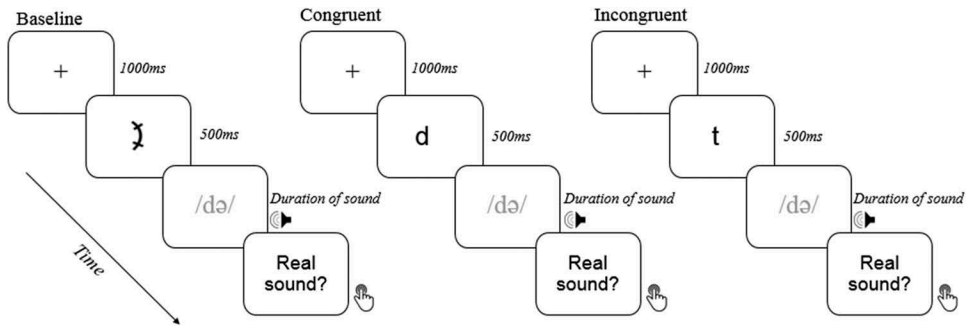 Baseline
+
1000ms
500ms
/də/
Duration of sound
Real
sound?
Time
Congruent
+
1000ms
d
500ms
/də/
Duration of sound
Real
sound?
Incongruent
+
1000ms
t
500ms
/də/
Duration of sound
Real
sound?